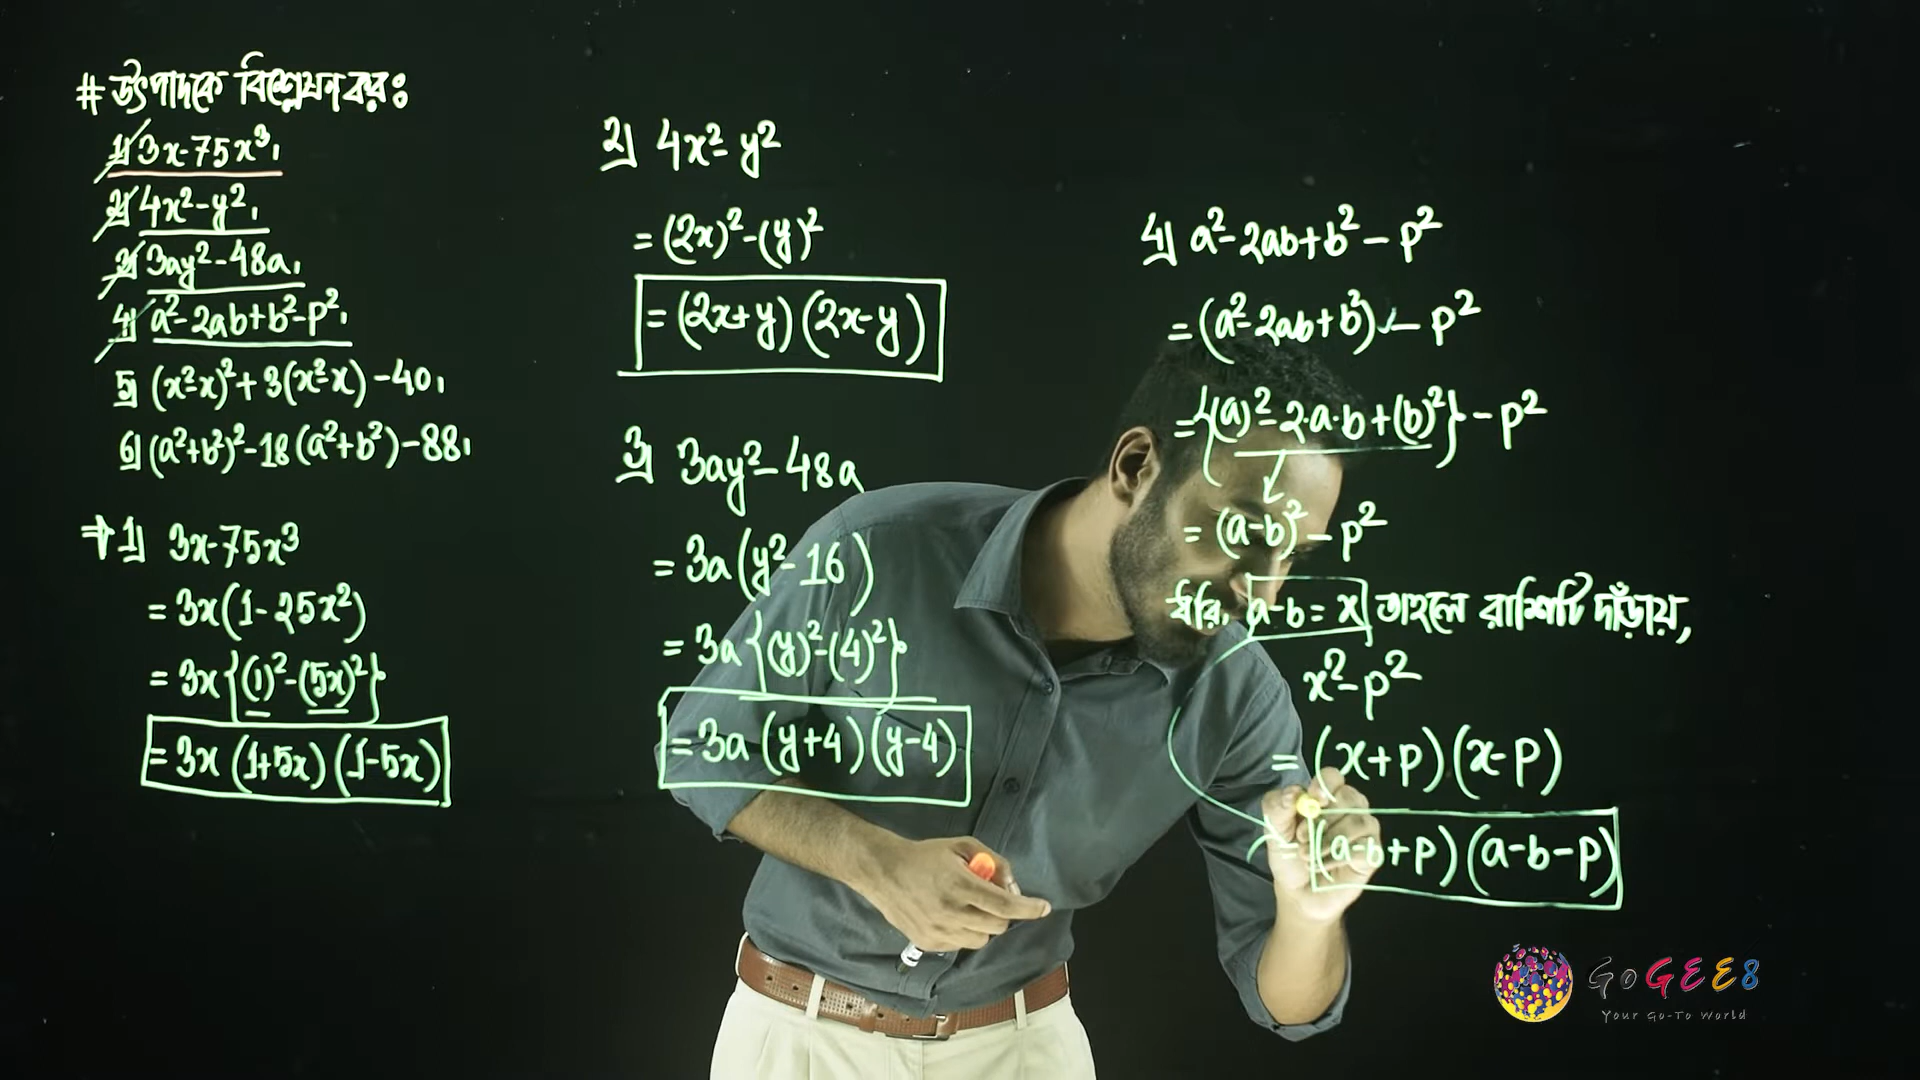 # উৎপাদকে বিশ্লেষণ কর:
১) 3x-75x³,
২) 4x²-y²,
৩) 3ay²-48a,
৪) a²-2ab+b²-p²,
৫) (x²-x)²+3(x²-x)-40,
৬) (a²+b²)²-18(a²+b²)-88,
⇒ ১) 3x-75x³
= 3x(1-25x²)
= 3x{(1)²-(5x)²}
= 3x(1+5x)(1-5x)
২) 4x²-y²
= (2x)²-(y)²
= (2x+y)(2x-y)
৩) 3ay²-48a
= 3a(y²-16)
= 3a{(y)²-(4)²}
= 3a(y+4)(y-4)
৪) a²-2ab+b²-p²
= (a²-2ab+b²)-p²
= {(a)²-2.a.b+(b)²}-p²
= (a-b)²-p²
ধরি, a-b=x তাহলে রাশিটি দাঁড়ায়,
x²-p²
= (x+p)(x-p)
= (a-b+p)(a-b-p)
GoGEE8
Your Go-To World